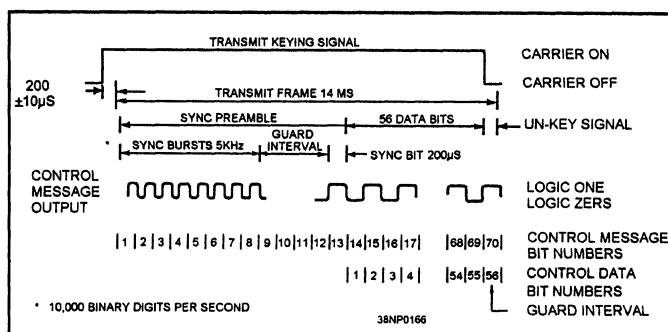 TRANSMIT KEYING SIGNAL
CARRIER ON
200
±10µS
CARRIER OFF
TRANSMIT FRAME 14 MS
SYNC PREAMBLE
56 DATA BITS
UN-KEY SIGNAL
* SYNC BURSTS 5KHz
GUARD
INTERVAL
SYNC BIT 200µS
CONTROL
MESSAGE
OUTPUT
LOGIC ONE
LOGIC ZERS
1 2 3 4 5 6 7 8 9 10 11 12 13 14 15 16 17 68 69 70
CONTROL MESSAGE
BIT NUMBERS
1 2 3 4 54 55 56
CONTROL DATA
BIT NUMBERS
GUARD INTERVAL
* 10,000 BINARY DIGITS PER SECOND
38NP0166